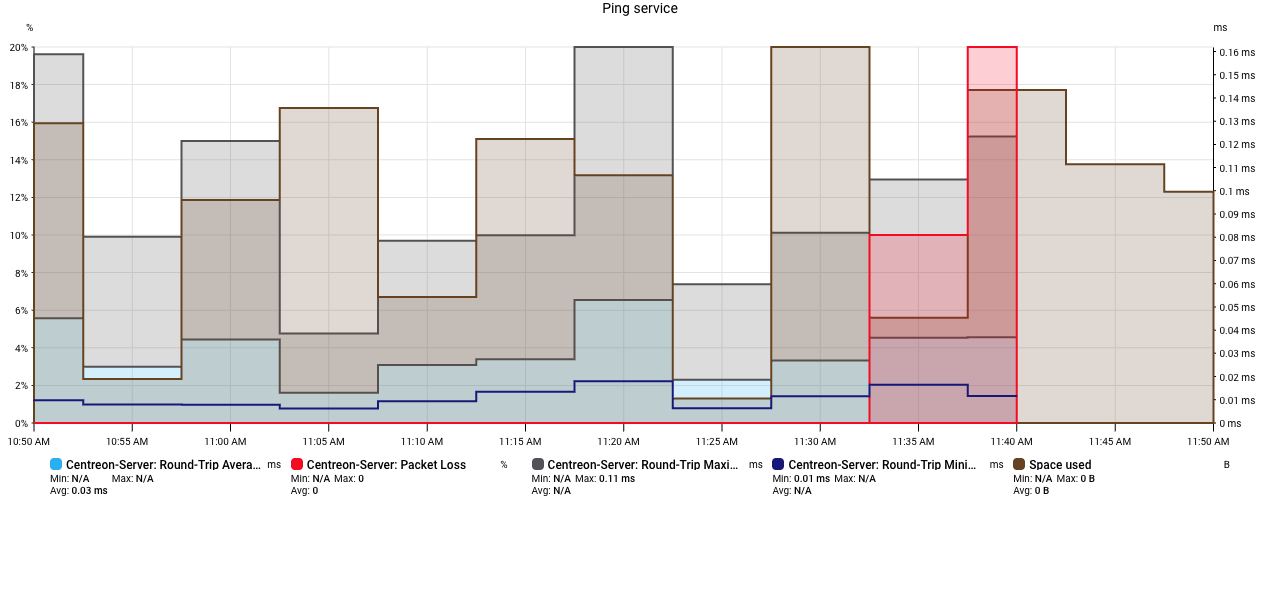 Ping service
% ms
20% 0.16 ms
18% 0.15 ms
16% 0.14 ms
14% 0.13 ms
12% 0.12 ms
10% 0.11 ms
8% 0.1 ms
6% 0.09 ms
4% 0.08 ms
2% 0.07 ms
0% 0.06 ms
0.05 ms
0.04 ms
0.03 ms
0.02 ms
0.01 ms
0 ms
10:50 AM 10:55 AM 11:00 AM 11:05 AM 11:10 AM 11:15 AM 11:20 AM 11:25 AM 11:30 AM 11:35 AM 11:40 AM 11:45 AM 11:50 AM
Centreon-Server: Round-Trip Avera... ms Centreon-Server: Packet Loss % Centreon-Server: Round-Trip Maxi... ms Centreon-Server: Round-Trip Mini... ms Space used B
Min: N/A Max: N/A Min: N/A Max: 0 Min: N/A Max: 0.11 ms Min: 0.01 ms Max: N/A Min: N/A Max: 0 B
Avg: 0.03 ms Avg: 0 Avg: N/A Avg: N/A Avg: 0 B